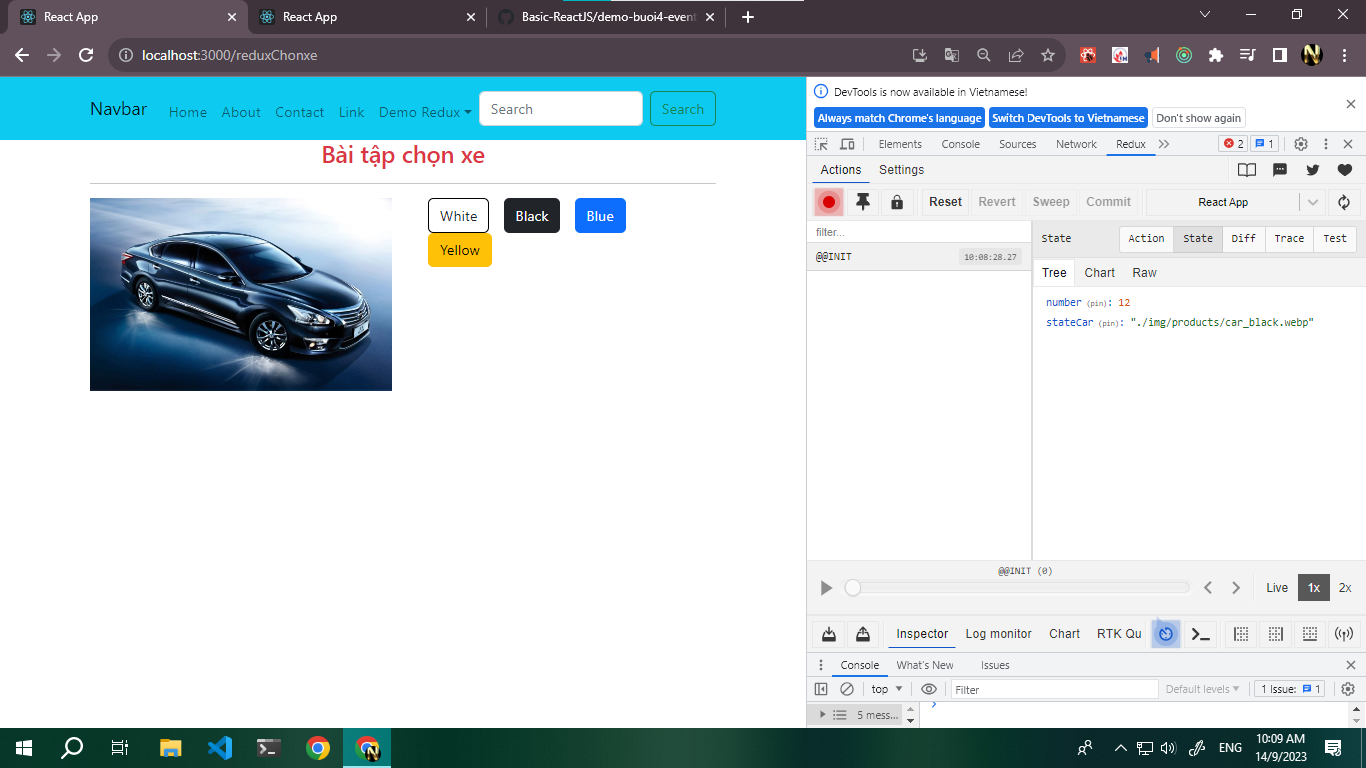 React App
React App
Basic-ReactJS/demo-buoi4-event
localhost:3000/reduxChonxe
Navbar
Home
About
Contact
Link
Demo Redux
Search
Search
Bài tập chọn xe
White
Black
Blue
Yellow
DevTools is now available in Vietnamese!
Always match Chrome's language
Switch DevTools to Vietnamese
Don't show again
Elements
Console
Sources
Network
Redux
2
1
Actions
Settings
Reset
Revert
Sweep
Commit
React App
filter...
@@INIT
10:08:28.27
State
Action
State
Diff
Trace
Test
Tree
Chart
Raw
number (pin): 12
stateCar (pin): "./img/products/car_black.webp"
@@INIT (0)
Live
1x
2x
Inspector
Log monitor
Chart
RTK Qu
Console
What's New
Issues
top
Filter
Default levels
1 Issue:
1
5 mess...
ENG
10:09 AM
14/9/2023